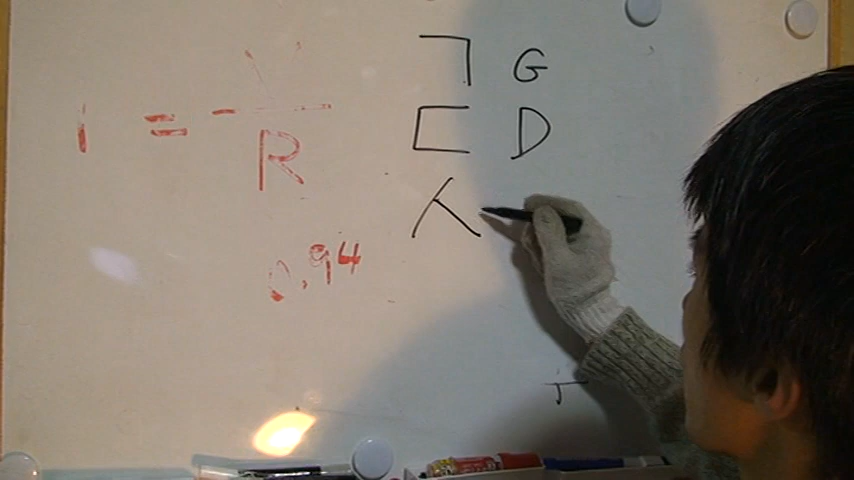 I = - V/R
0.94
ㄱ G
ㄷ D
ㅅ